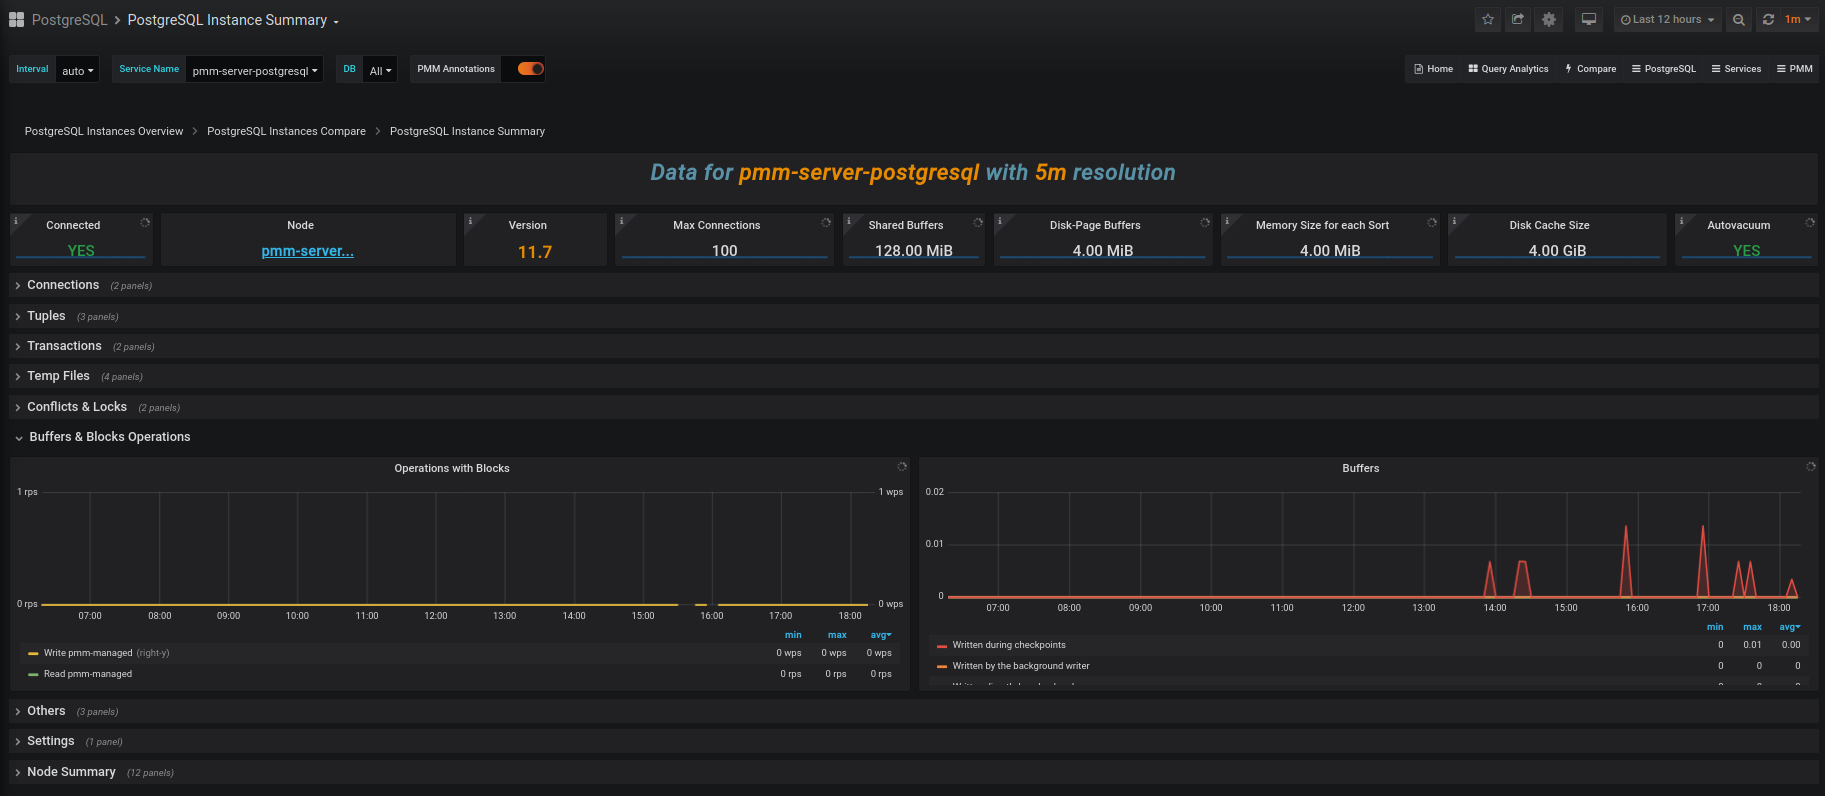 PostgreSQL > PostgreSQL Instance Summary
Last 12 hours 1m
Interval auto Service Name pmm-server-postgresql DB All PMM Annotations
Home Query Analytics Compare PostgreSQL Services PMM
PostgreSQL Instances Overview > PostgreSQL Instances Compare > PostgreSQL Instance Summary
Data for pmm-server-postgresql with 5m resolution
Connected
YES
Node
pmm-server...
Version
11.7
Max Connections
100
Shared Buffers
128.00 MiB
Disk-Page Buffers
4.00 MiB
Memory Size for each Sort
4.00 MiB
Disk Cache Size
4.00 GiB
Autovacuum
YES
Connections (2 panels)
Tuples (3 panels)
Transactions (2 panels)
Temp Files (4 panels)
Conflicts & Locks (2 panels)
Buffers & Blocks Operations
Operations with Blocks
1 rps 1 wps
0 rps 0 wps
07:00 08:00 09:00 10:00 11:00 12:00 13:00 14:00 15:00 16:00 17:00 18:00
min max avg
Write pmm-managed (right-y) 0 wps 0 wps 0 wps
Read pmm-managed 0 rps 0 rps 0 rps
Buffers
0.02
0.01
0
07:00 08:00 09:00 10:00 11:00 12:00 13:00 14:00 15:00 16:00 17:00 18:00
min max avg
Written during checkpoints 0 0.01 0.00
Written by the background writer 0 0 0
Others (3 panels)
Settings (1 panel)
Node Summary (12 panels)